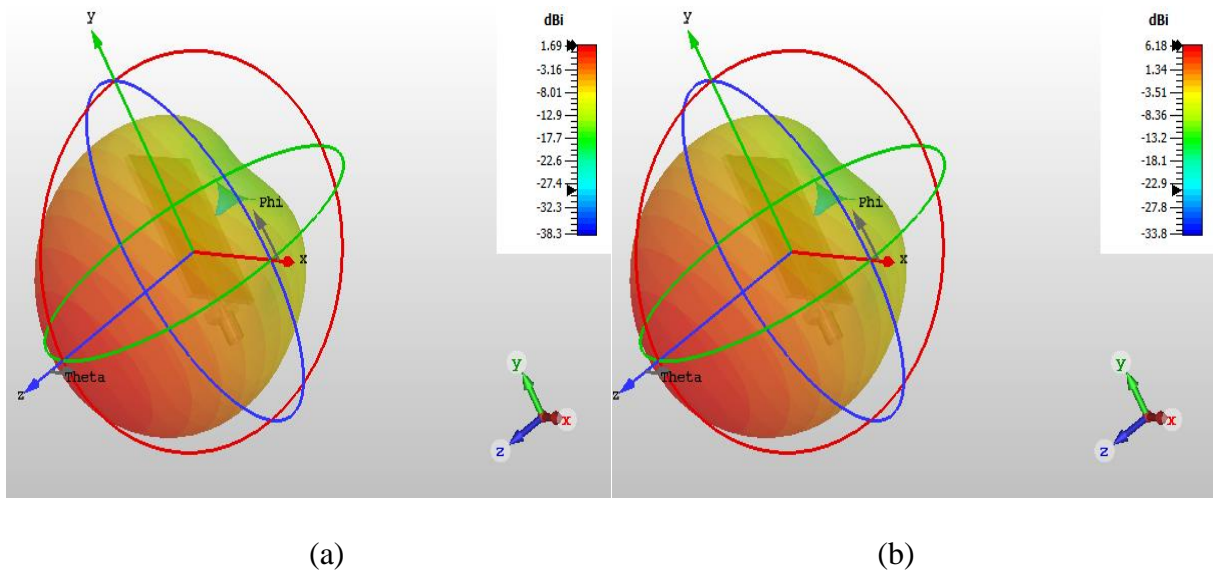 y
dBi
1.69
-3.16
-8.01
-12.9
-17.7
-22.6
-27.4
-32.3
-38.3
Phi
x
Theta
z
y
x
z
(a)
y
dBi
6.18
1.34
-3.51
-8.36
-13.2
-18.1
-22.9
-27.8
-33.8
Phi
x
Theta
z
y
x
z
(b)